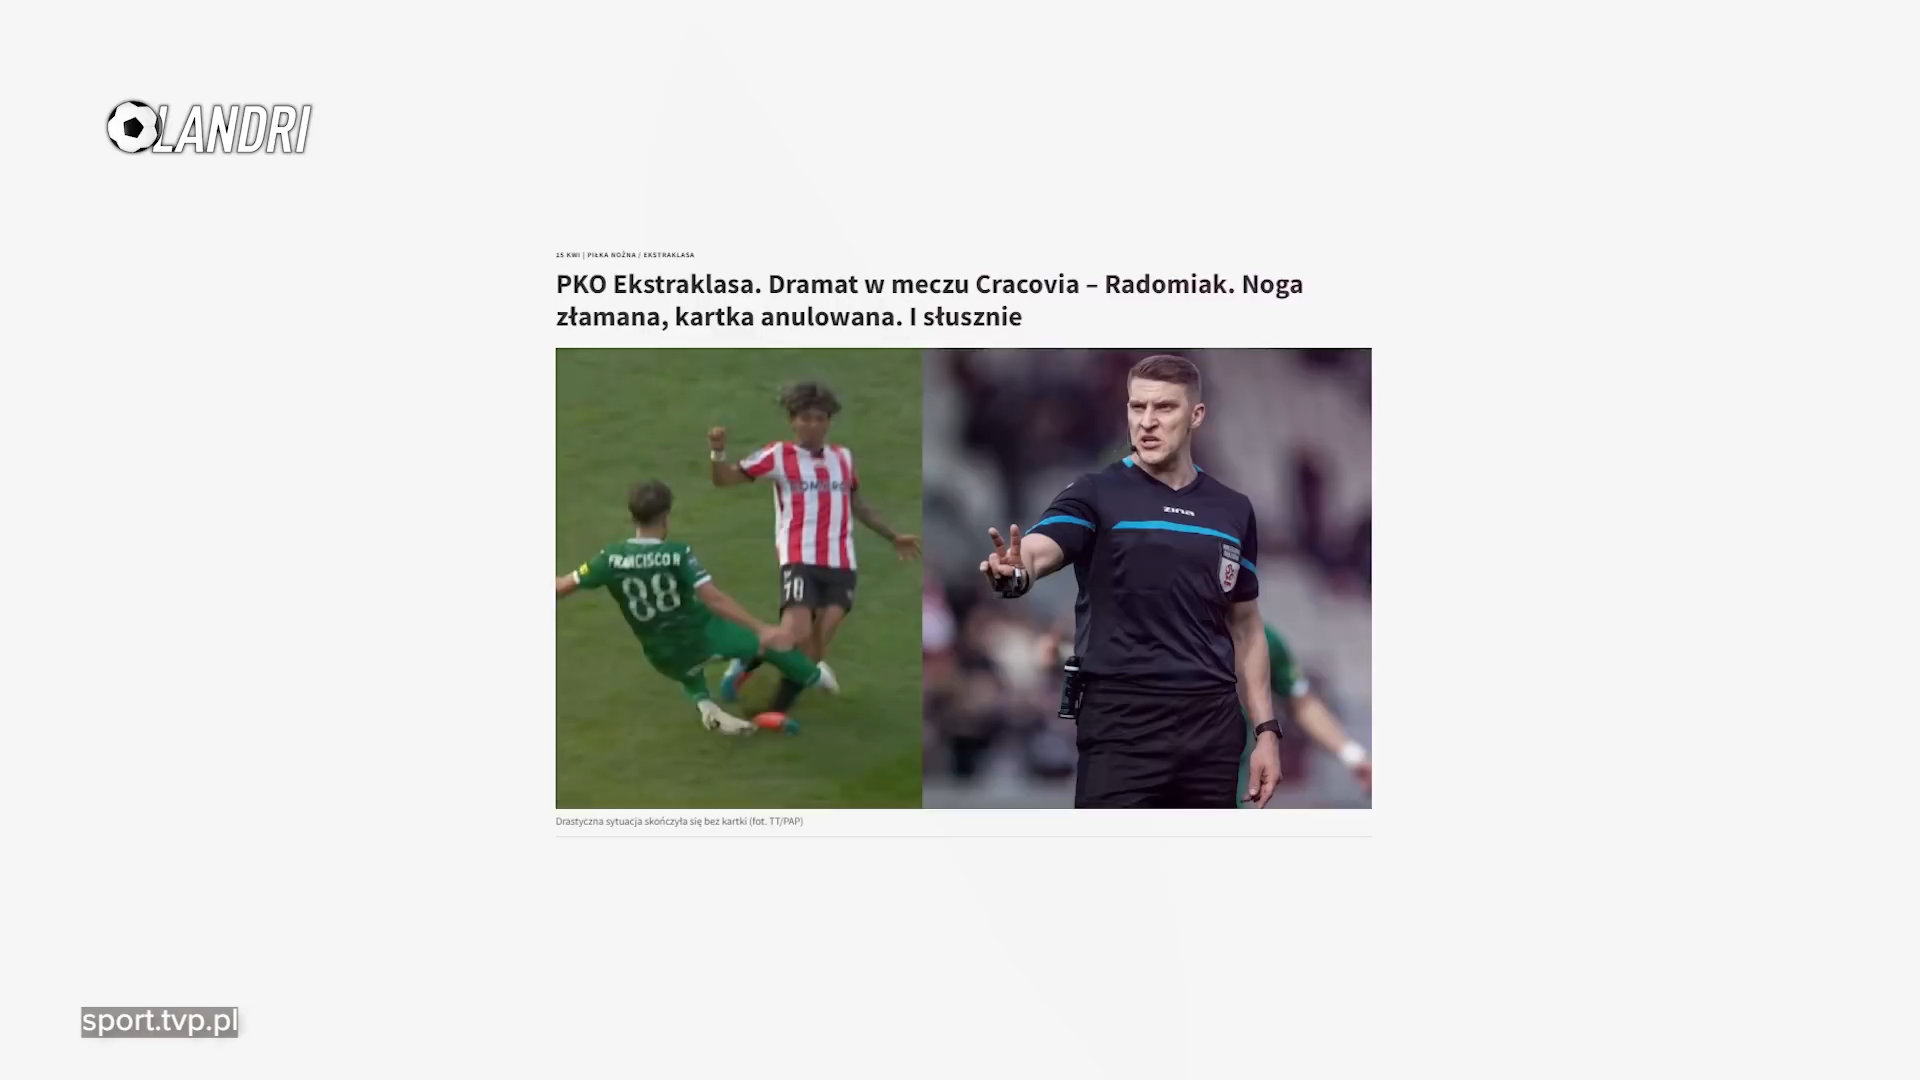 LANDRI
15 KWI | PIŁKA NOŻNA / EKSTRAKLASA
PKO Ekstraklasa. Dramat w meczu Cracovia – Radomiak. Noga
złamana, kartka anulowana. I słusznie
FRANCISCO R
88
zina
Drastyczna sytuacja skończyła się bez kartki (fot. TT/PAP)
sport.tvp.pl